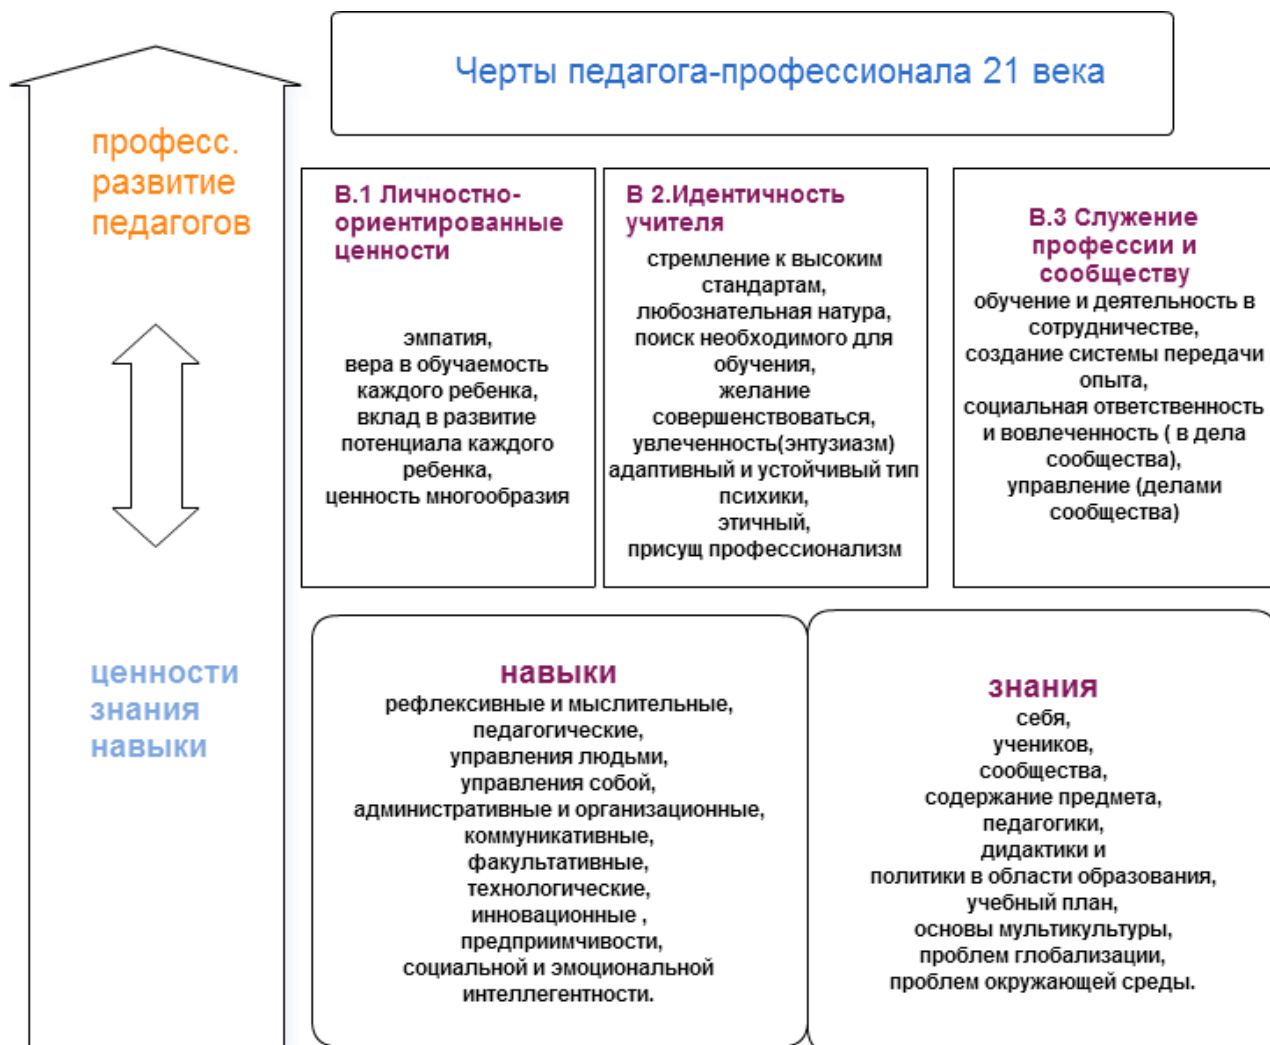 Черты педагога-профессионала 21 века
професс.
развитие
педагогов
ценности
знания
навыки
В.1 Личностно-
ориентированные
ценности
эмпатия,
вера в обучаемость
каждого ребенка,
вклад в развитие
потенциала каждого
ребенка,
ценность многообразия
В 2.Идентичность
учителя
стремление к высоким
стандартам,
любознательная натура,
поиск необходимого для
обучения,
желание
совершенствоваться,
увлеченность(энтузиазм)
адаптивный и устойчивый тип
психики,
этичный,
присущ профессионализм
В.3 Служение
профессии и
сообществу
обучение и деятельность в
сотрудничестве,
создание системы передачи
опыта,
социальная ответственность
и вовлеченность ( в дела
сообщества),
управление (делами
сообщества)
навыки
рефлексивные и мыслительные,
педагогические,
управления людьми,
управления собой,
административные и организационные,
коммуникативные,
факультативные,
технологические,
инновационные ,
предприимчивости,
социальной и эмоциональной
интеллегентности.
знания
себя,
учеников,
сообщества,
содержание предмета,
педагогики,
дидактики и
политики в области образования,
учебный план,
основы мультикультуры,
проблем глобализации,
проблем окружающей среды.